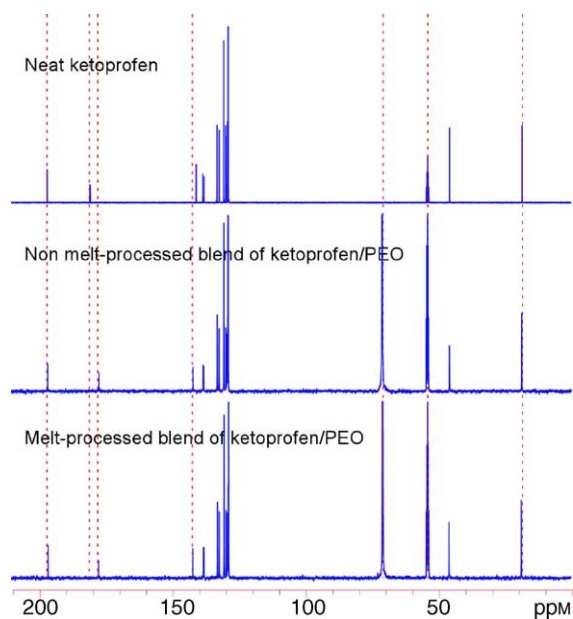 Neat ketoprofen
Non melt-processed blend of ketoprofen/PEO
Melt-processed blend of ketoprofen/PEO
200 150 100 50 PPM